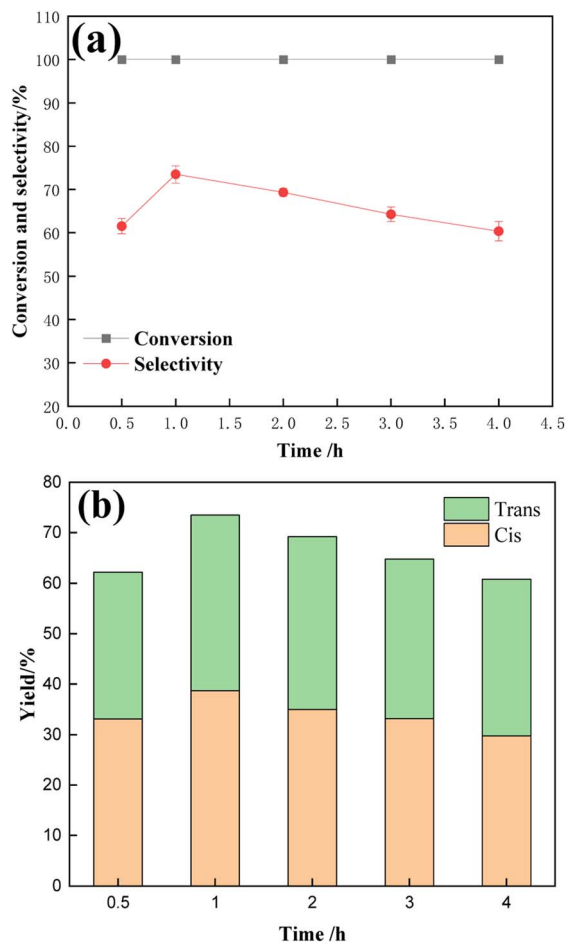 (a)
Conversion and selectivity/%
110
100
90
80
70
60
50
40
30
20
Conversion
Selectivity
0.0 0.5 1.0 1.5 2.0 2.5 3.0 3.5 4.0 4.5
Time /h
(b)
Yield/%
80
70
60
50
40
30
20
10
0
Trans
Cis
0.5 1 2 3 4
Time /h